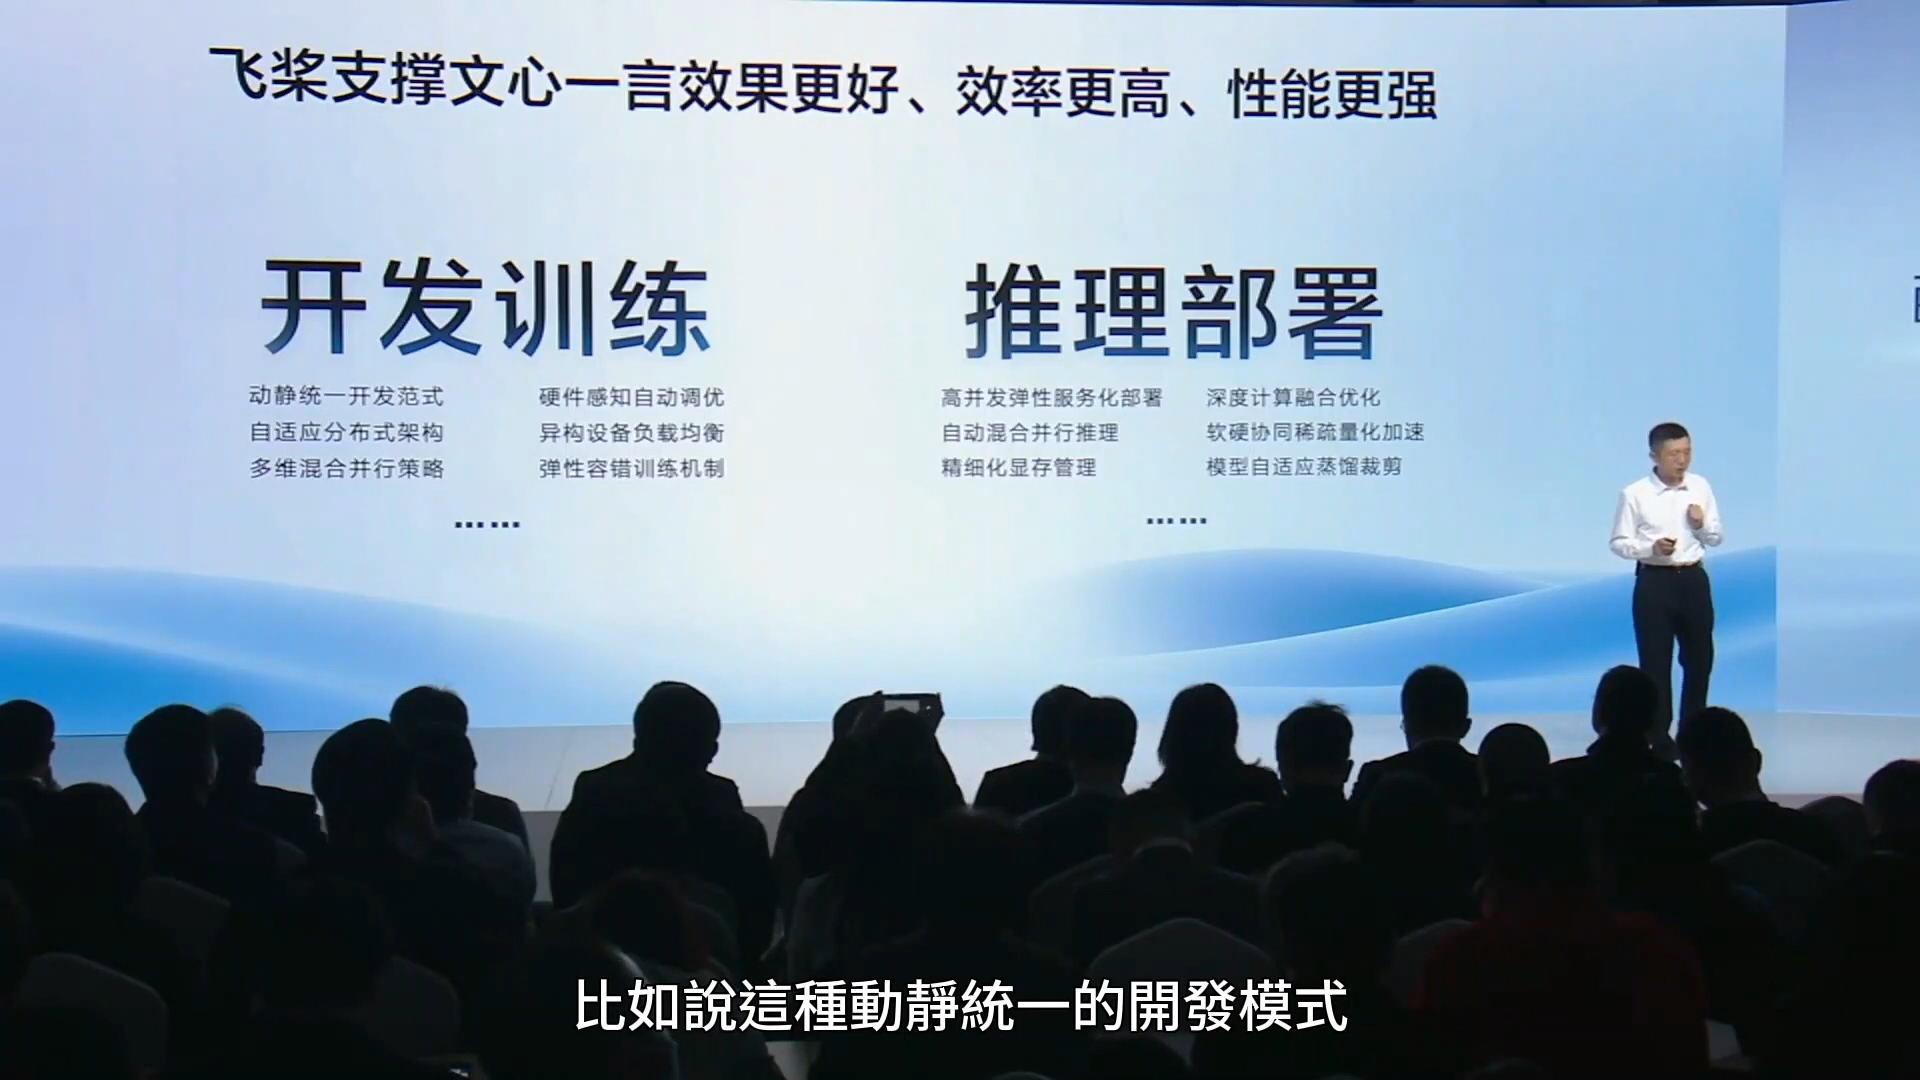 飞桨支撑文心一言效果更好、效率更高、性能更强
开发训练
动静统一开发范式 硬件感知自动调优
自适应分布式架构 异构设备负载均衡
多维混合并行策略 弹性容错训练机制
……
推理部署
高并发弹性服务化部署 深度计算融合优化
自动混合并行推理 软硬协同稀疏量化加速
精细化显存管理 模型自适应蒸馏裁剪
……
比如說這種動靜統一的開發模式